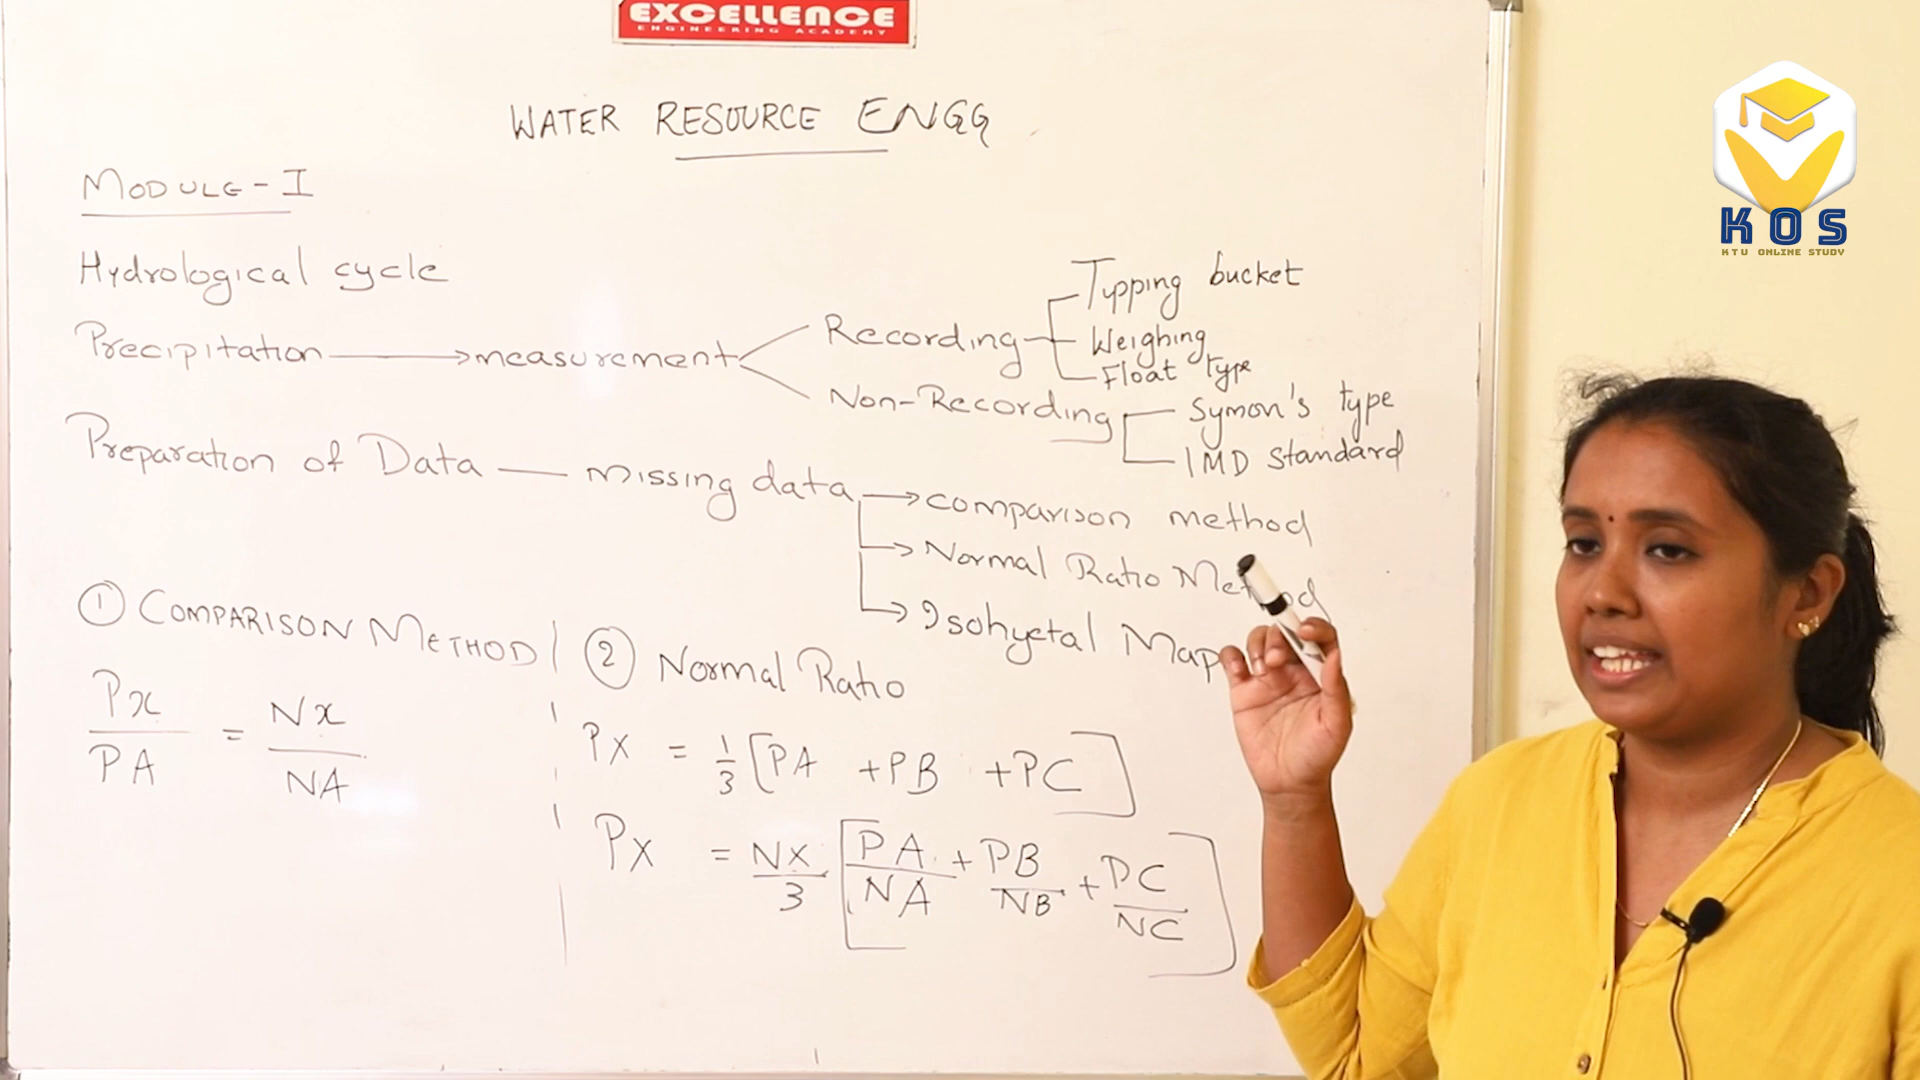 EXCELLENCE
ENGINEERING ACADEMY
WATER RESOURCE ENGG
MODULE - I
Hydrological cycle
Precipitation → measurement
Recording
Tipping bucket
Weighing
Float type
Non-Recording
Symon's type
IMD standard
Preparation of Data — missing data
→ comparison method
→ Normal Ratio Method
→ Isohyetal Map
① COMPARISON METHOD
Px/PA = Nx/NA
② Normal Ratio
PX = 1/3 [PA + PB + PC]
PX = NX/3 [PA/NA + PB/NB + PC/NC]
KOS
KTU ONLINE STUDY